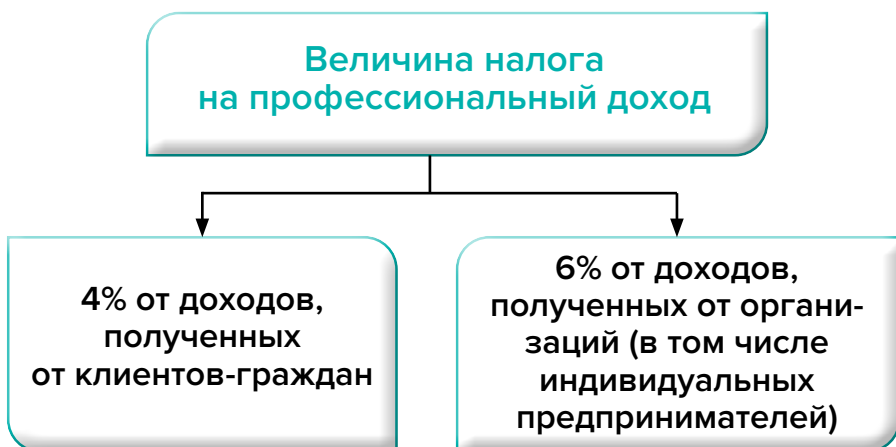 Величина налога
на профессиональный доход
4% от доходов,
полученных
от клиентов-граждан
6% от доходов,
полученных от органи-
заций (в том числе
индивидуальных
предпринимателей)